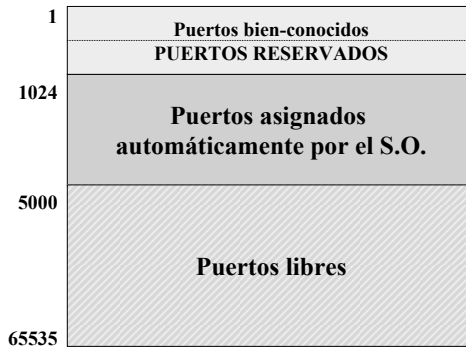 1
Puertos bien-conocidos
PUERTOS RESERVADOS
1024
Puertos asignados
automáticamente por el S.O.
5000
Puertos libres
65535